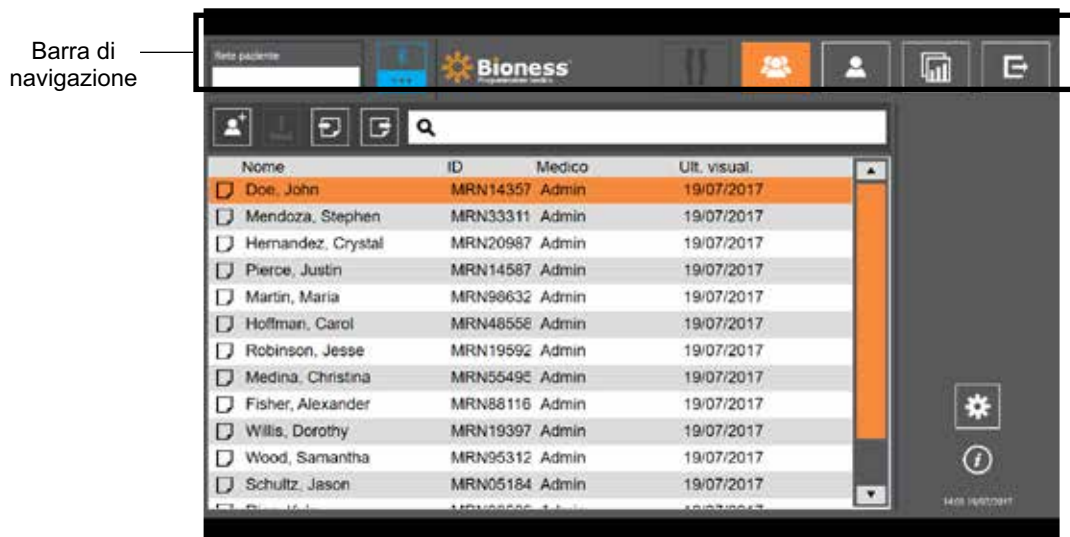 Barra di
navigazione
Rete paziente
Bioness
Nome ID Medico Ult. visual.
Doe, John MRN14357 Admin 19/07/2017
Mendoza, Stephen MRN33311 Admin 19/07/2017
Hernandez, Crystal MRN20987 Admin 19/07/2017
Pierce, Justin MRN14587 Admin 19/07/2017
Martin, Maria MRN98632 Admin 19/07/2017
Hoffman, Carol MRN48558 Admin 19/07/2017
Robinson, Jesse MRN19592 Admin 19/07/2017
Medina, Christina MRN55495 Admin 19/07/2017
Fisher, Alexander MRN88116 Admin 19/07/2017
Willis, Dorothy MRN19397 Admin 19/07/2017
Wood, Samantha MRN95312 Admin 19/07/2017
Schultz, Jason MRN05184 Admin 19/07/2017